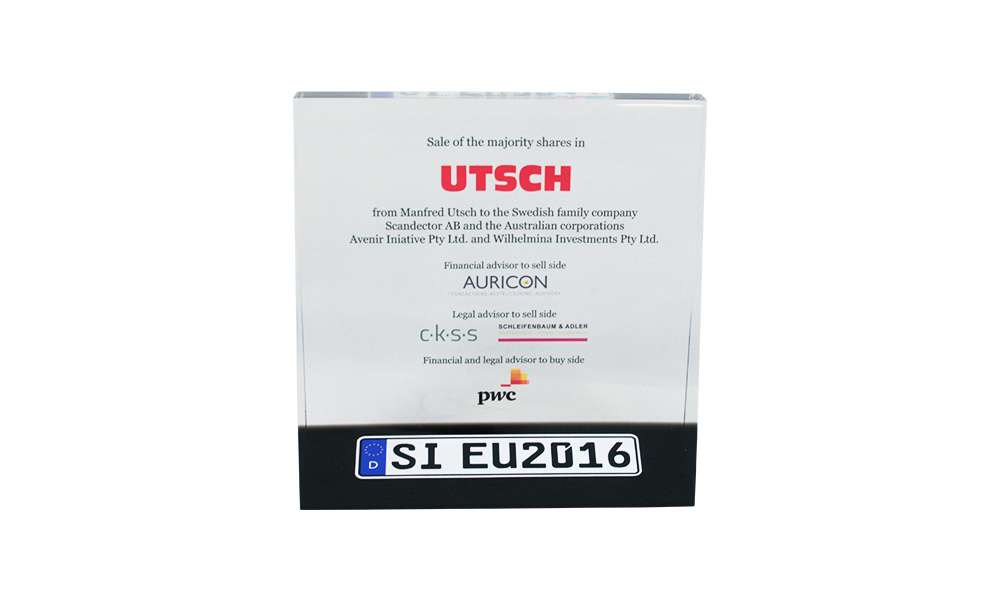 Sale of the majority shares in
UTSCH
from Manfred Utsch to the Swedish family company
Scandector AB and the Australian corporations
Avenir Iniative Pty Ltd. and Wilhelmina Investments Pty Ltd.
Financial advisor to sell side
AURICON
Legal advisor to sell side
c·k·s·s SCHLEIFENBAUM & ADLER
Financial and legal advisor to buy side
pwc
D SI EU2016